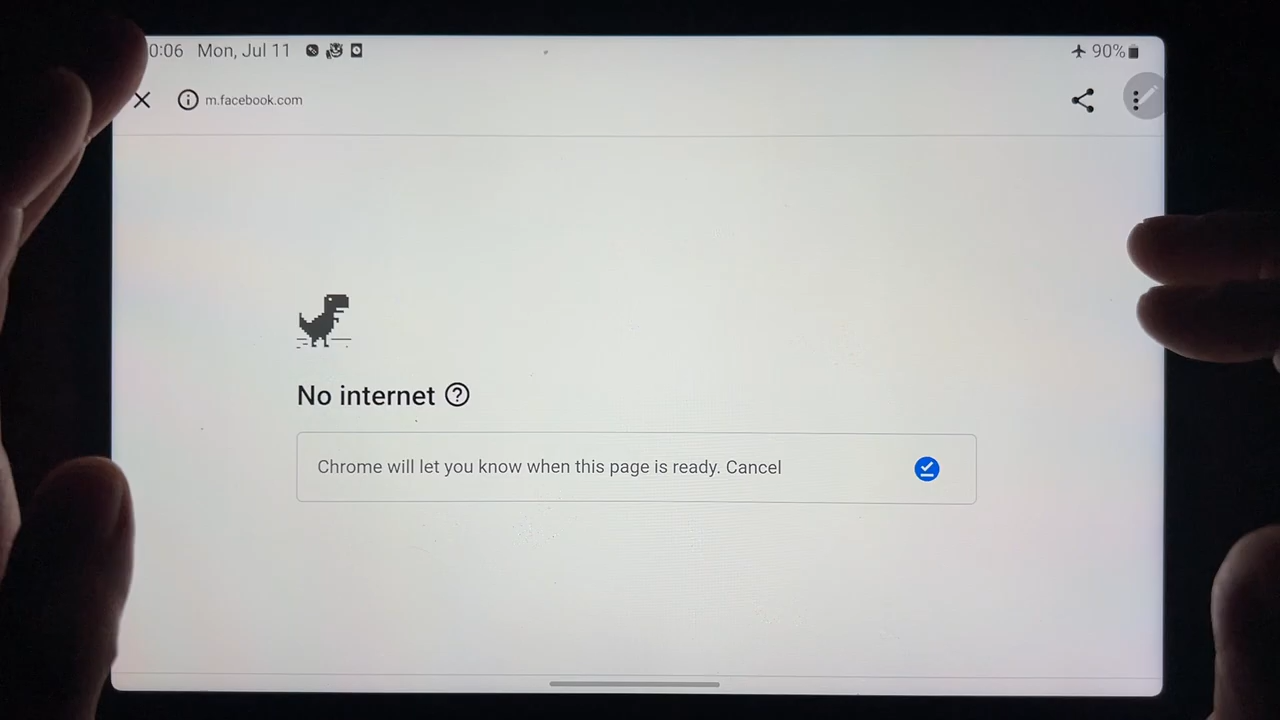 0:06 Mon, Jul 11 90%
m.facebook.com
No internet
Chrome will let you know when this page is ready. Cancel